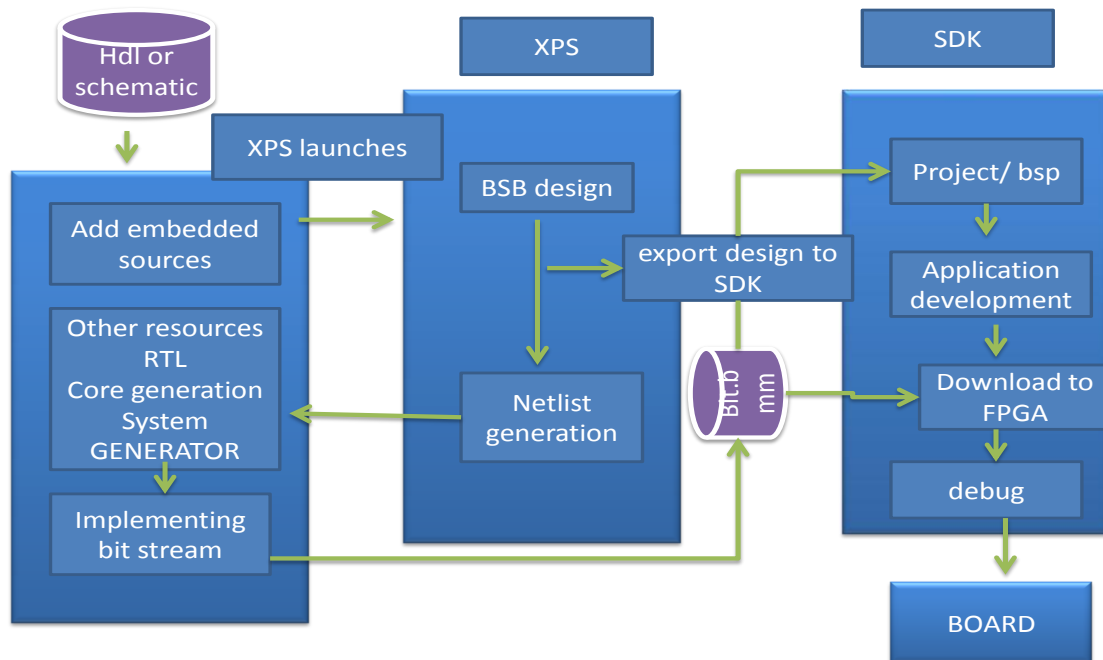 Hdl or
schematic
XPS
SDK
XPS launches
Add embedded
sources
Other resources
RTL
Core generation
System
GENERATOR
Implementing
bit stream
BSB design
Netlist
generation
export design to
SDK
Bit.b
mm
Project/ bsp
Application
development
Download to
FPGA
debug
BOARD